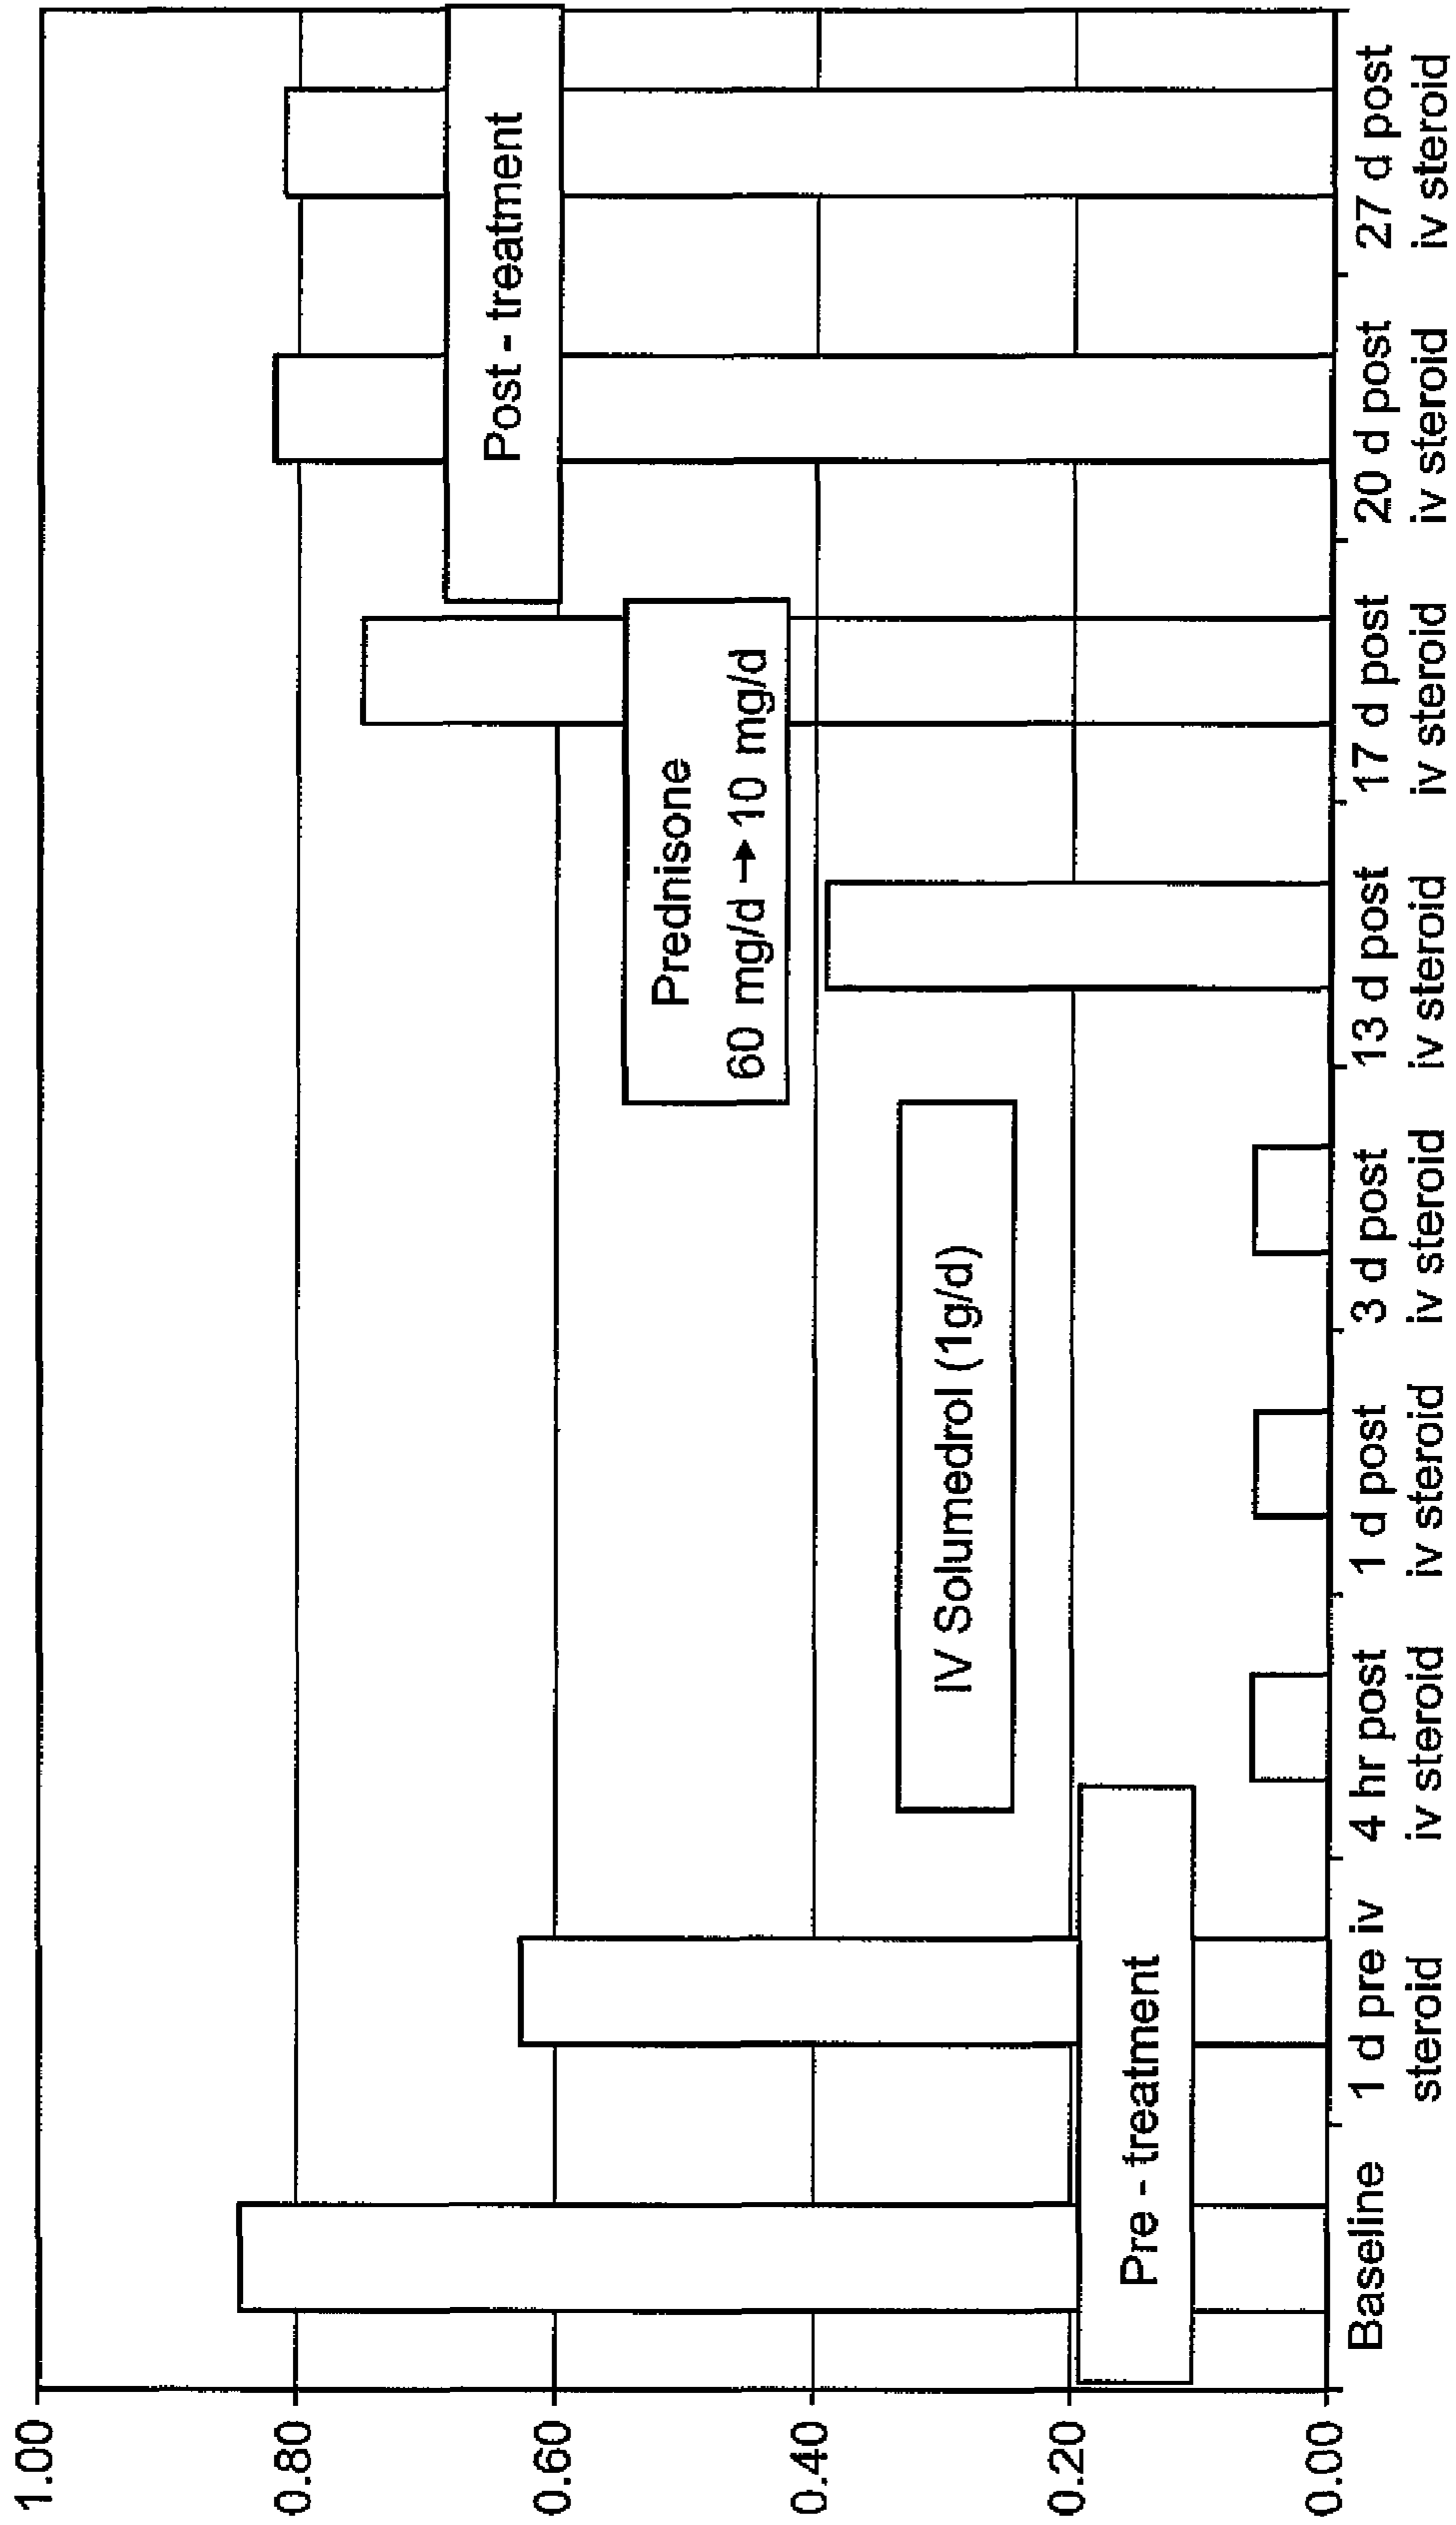 1.00
0.80
0.60
0.40
0.20
0.00
Post - treatment
Prednisone
60 mg/d → 10 mg/d
IV Solumedrol (1g/d)
Pre - treatment
Baseline
1 d pre iv
steroid
4 hr post
iv steroid
1 d post
iv steroid
3 d post
iv steroid
13 d post
iv steroid
17 d post
iv steroid
20 d post
iv steroid
27 d post
iv steroid